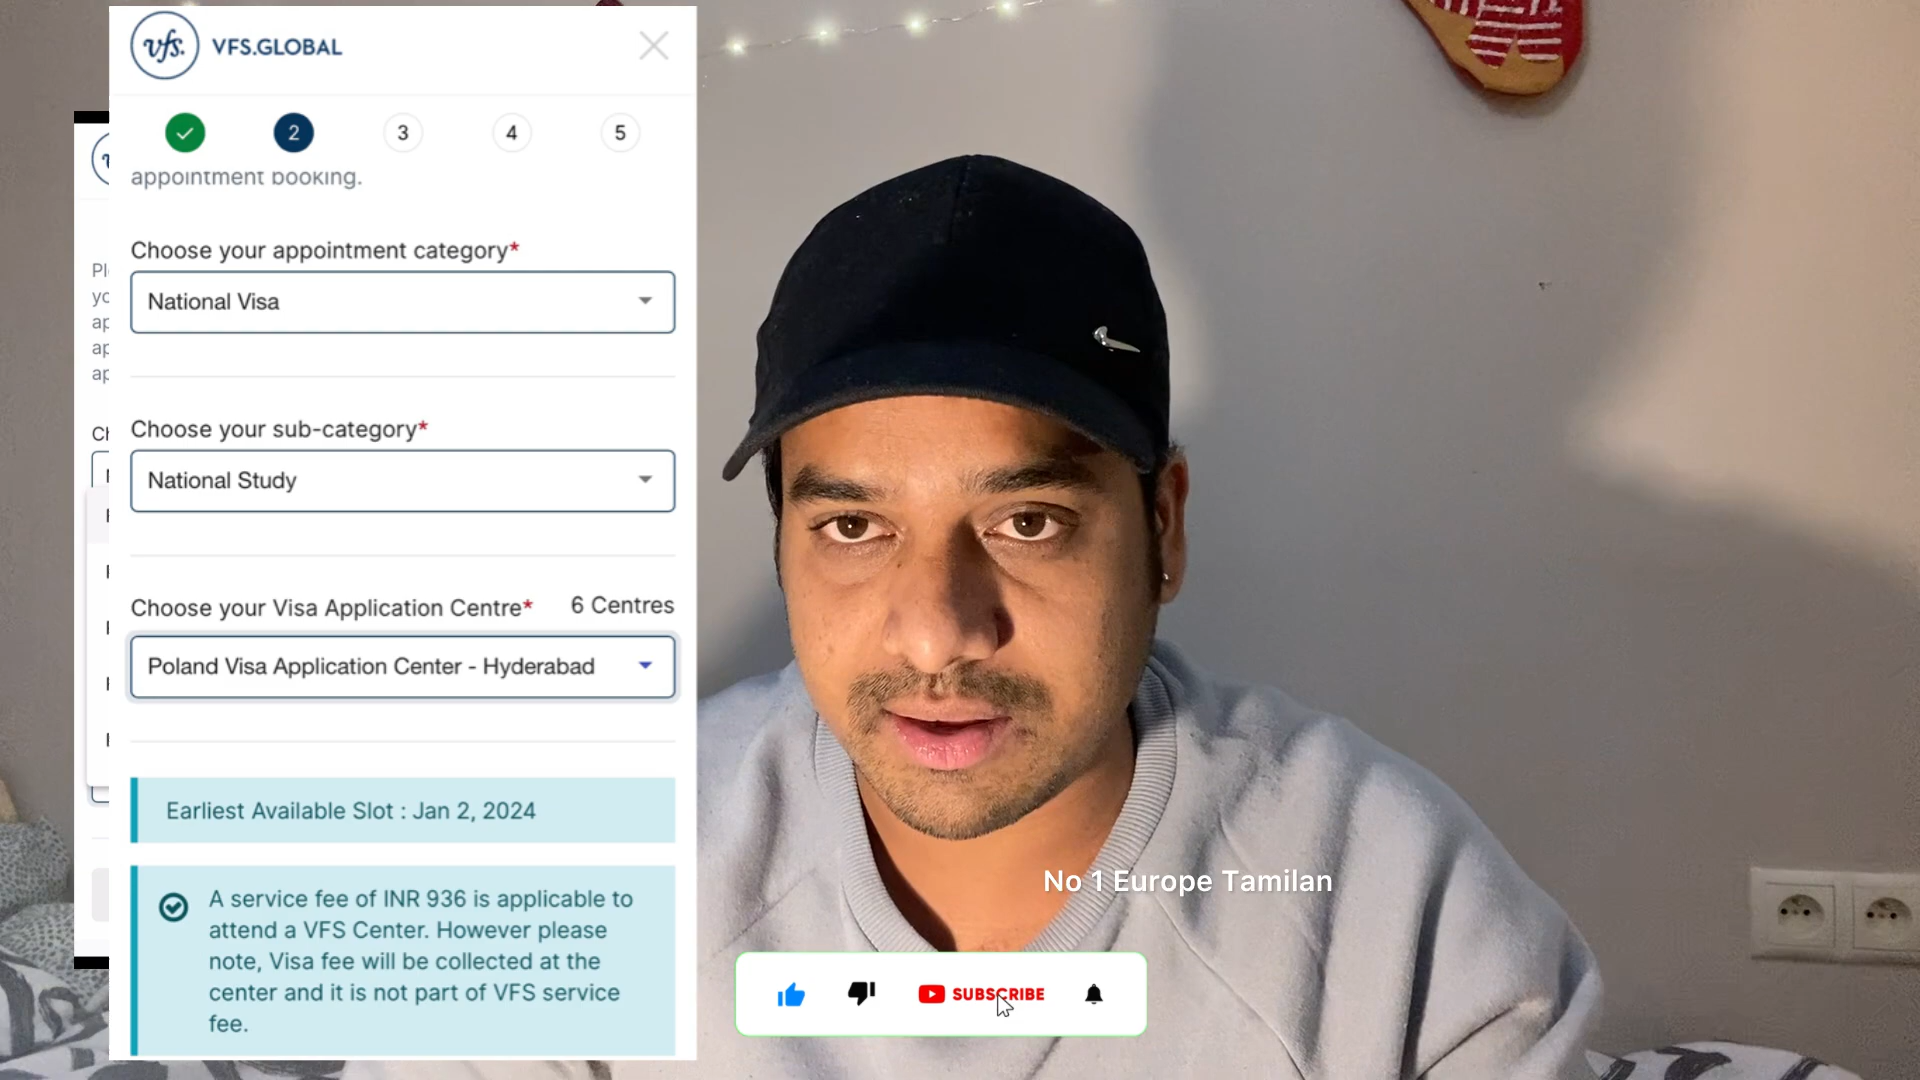 vfs. VFS.GLOBAL
2 3 4 5
appointment booking.
Choose your appointment category*
National Visa
Choose your sub-category*
National Study
Choose your Visa Application Centre* 6 Centres
Poland Visa Application Center - Hyderabad
Earliest Available Slot : Jan 2, 2024
A service fee of INR 936 is applicable to
attend a VFS Center. However please
note, Visa fee will be collected at the
center and it is not part of VFS service
fee.
No 1 Europe Tamilan
SUBSCRIBE